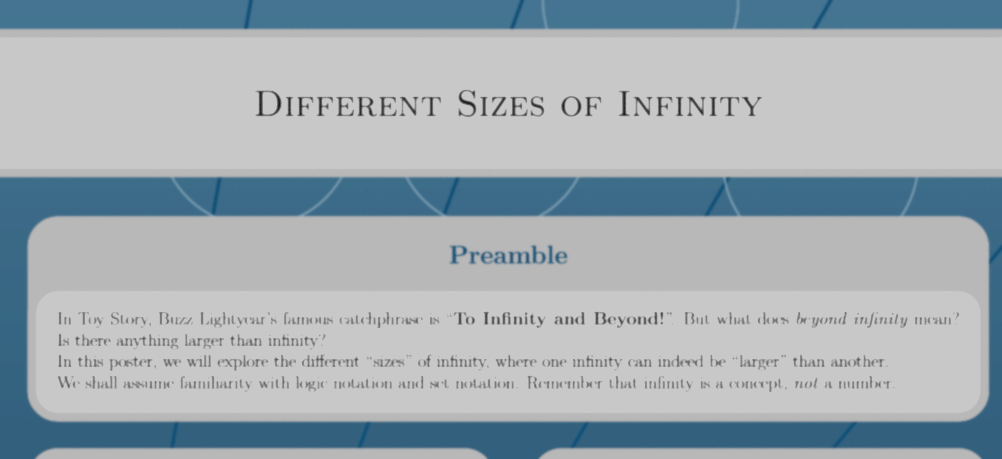 Different Sizes of Infinity
Preamble
In Toy Story, Buzz Lightyear's famous catchphrase is “To Infinity and Beyond!”. But what does beyond infinity mean?
Is there anything larger than infinity?
In this poster, we will explore the different “sizes” of infinity, where one infinity can indeed be “larger” than another.
We shall assume familiarity with logic notation and set notation. Remember that infinity is a concept, not a number.